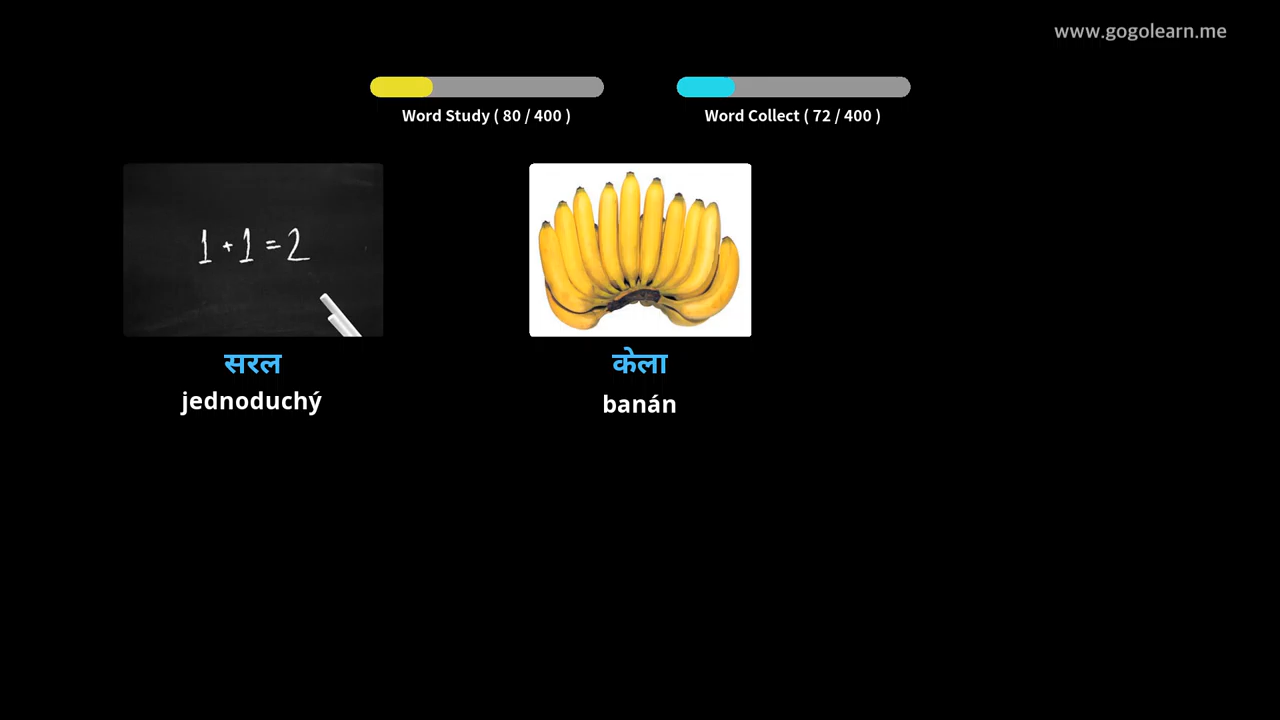 www.gogolearn.me
Word Study ( 80 / 400 )
Word Collect ( 72 / 400 )
1 + 1 = 2
सरल
jednoduchý
केला
banán